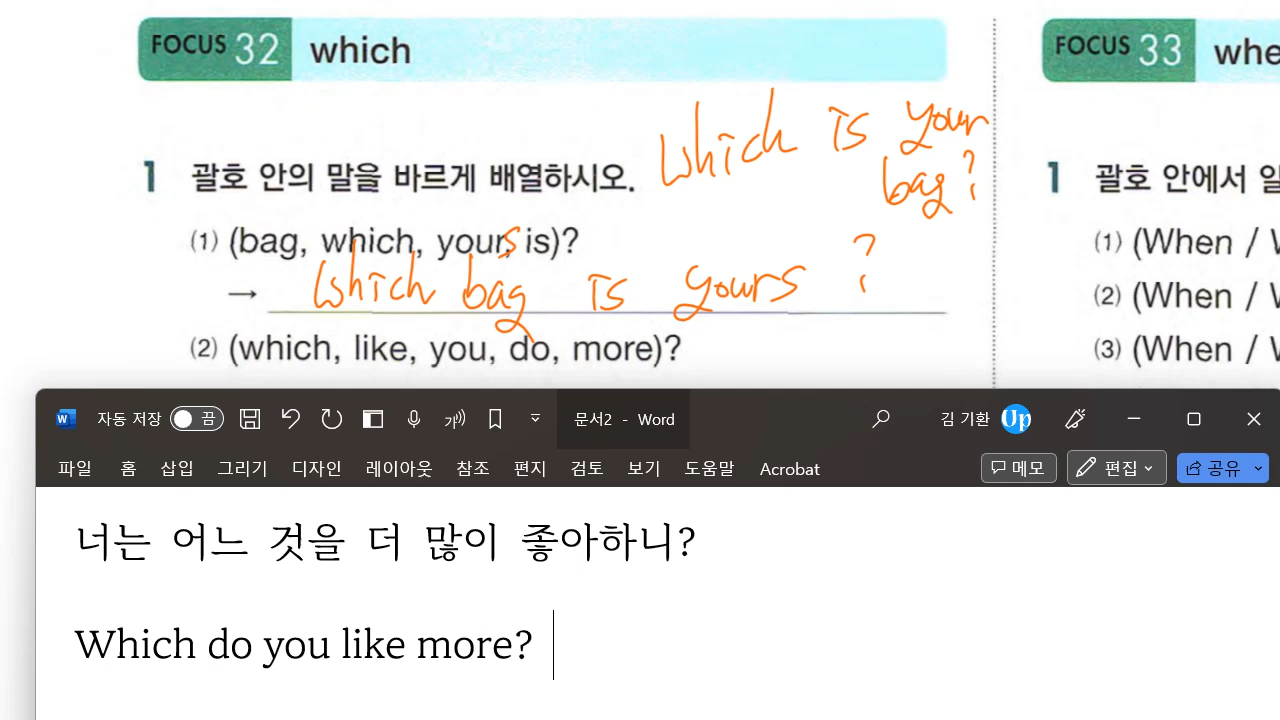 FOCUS 32 which
FOCUS 33 whe
Which is your
bag?
1 괄호 안의 말을 바르게 배열하시오.
(1) (bag, which, your,s is)?
→ Which bag is yours ?
(2) (which, like, you, do, more)?
1 괄호 안에서 일
(1) (When / W
(2) (When / W
(3) (When / W
자동 저장 끔 가 문서2 - Word 김 기환 Up
파일 홈 삽입 그리기 디자인 레이아웃 참조 편지 검토 보기 도움말 Acrobat 메모 편집 공유
너는 어느 것을 더 많이 좋아하니?
Which do you like more?